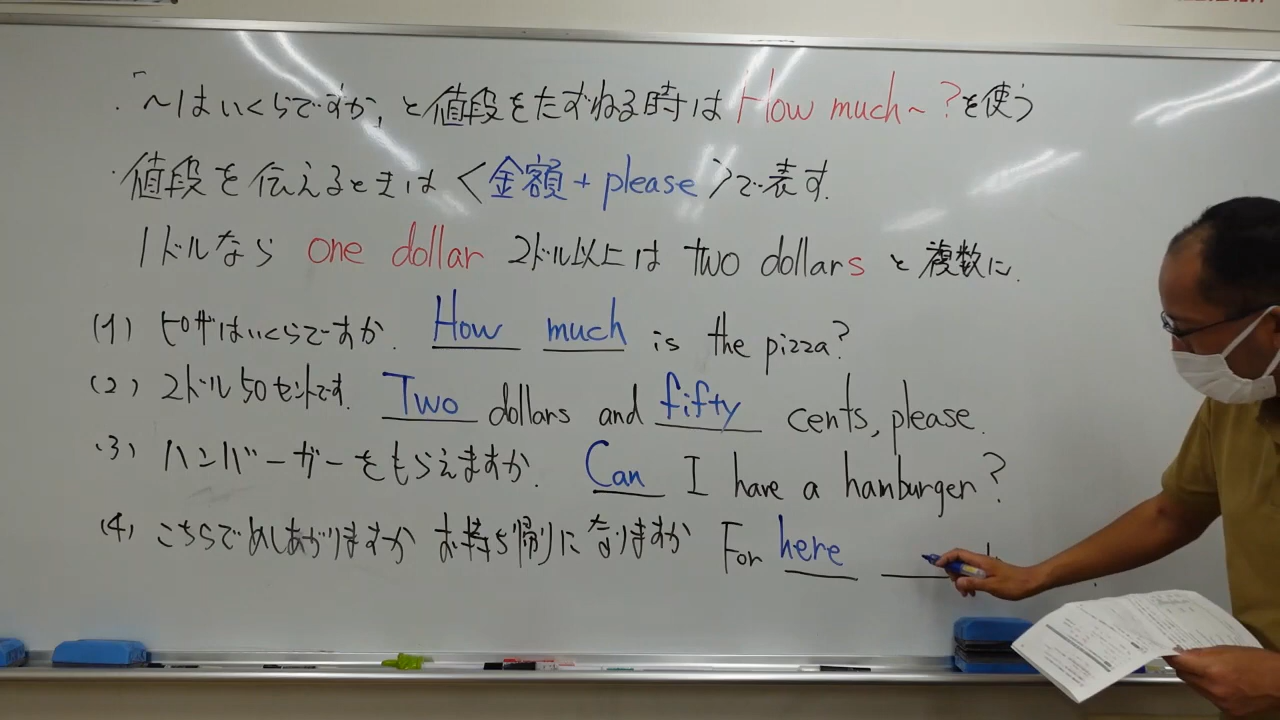 ・「～はいくらですか」と値段をたずねる時は How much～?を使う
・値段を伝えるときは〈金額+please〉で表す.
1ドルなら one dollar 2ドル以上は two dollars と複数に.
(1) ピザはいくらですか. How much is the pizza?
(2) 2ドル50セントです. Two dollars and fifty cents, please.
(3) ハンバーガーをもらえますか. Can I have a hamburger?
(4) こちらでめしあがりますか お持ち帰りになりますか For here